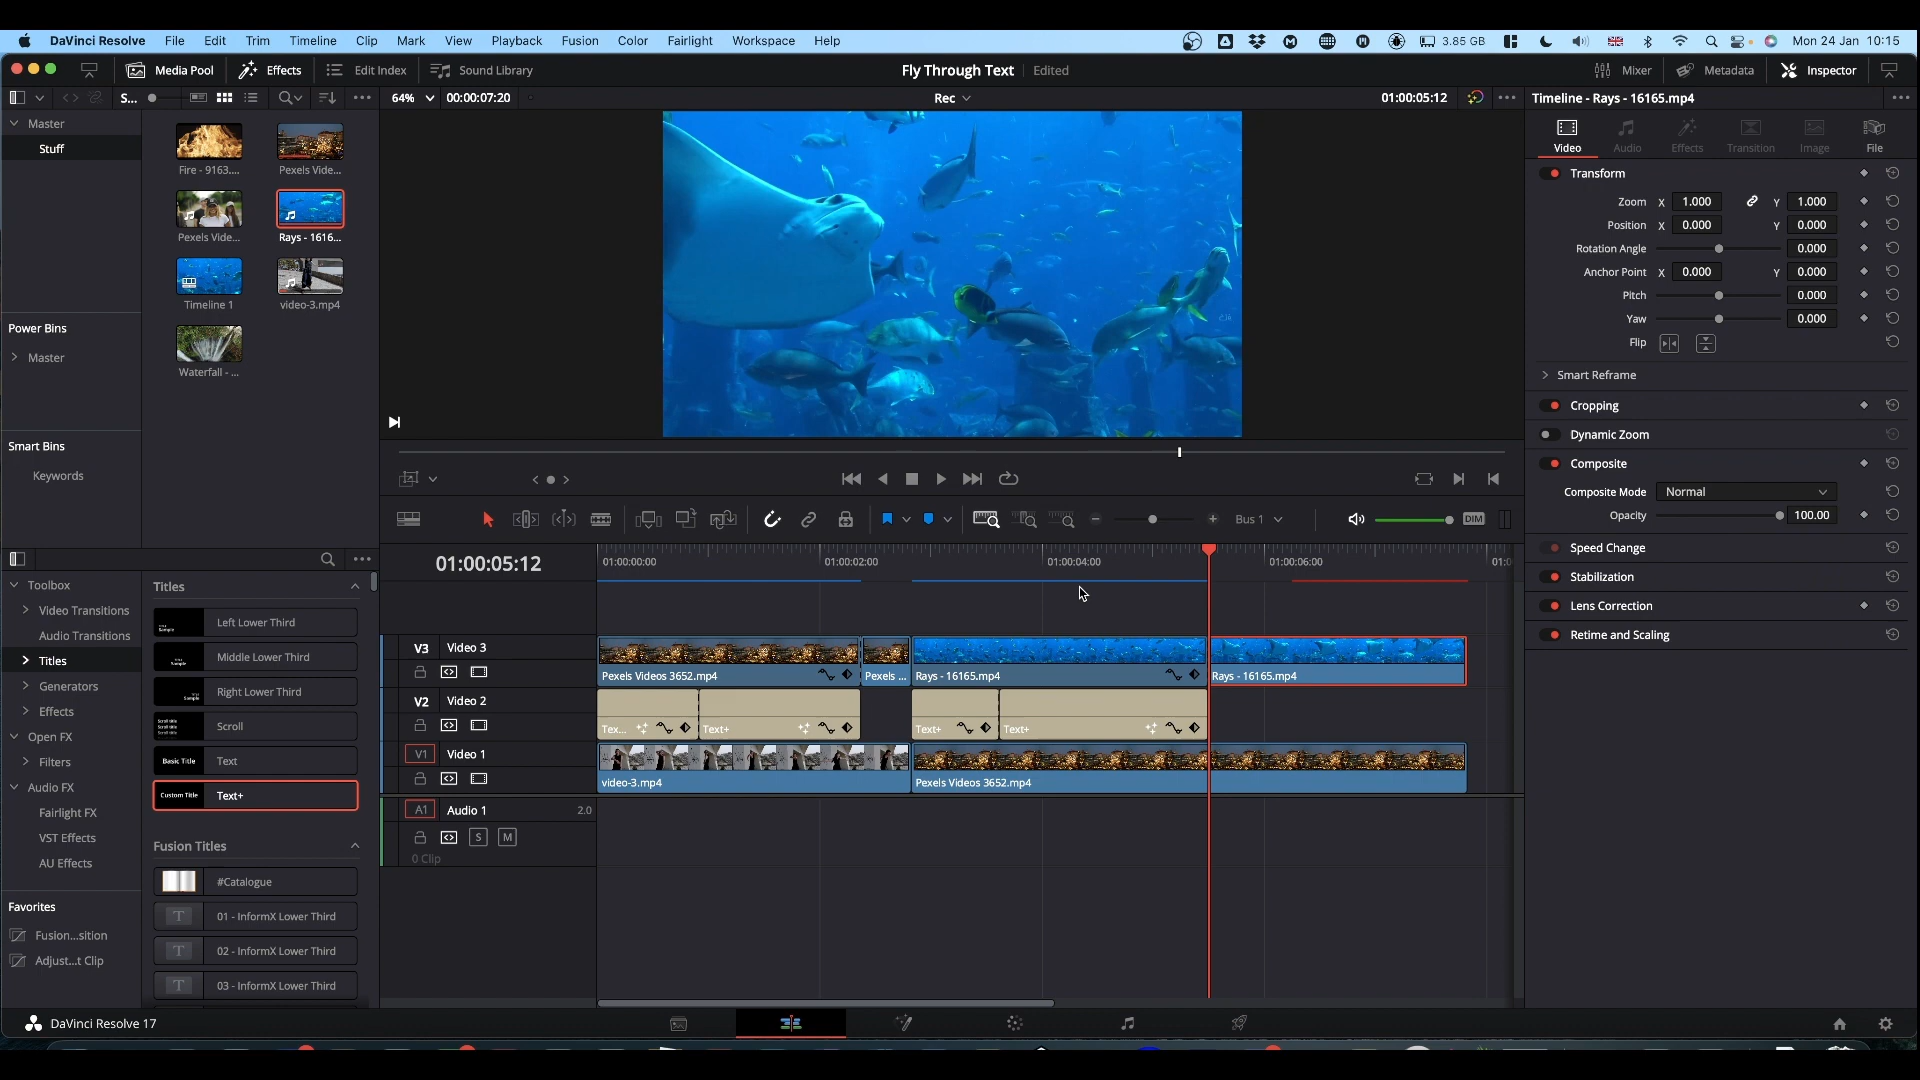 DaVinci Resolve File Edit Trim Timeline Clip Mark View Playback Fusion Color Fairlight Workspace Help 3.85 GB Mon 24 Jan 10:15
Media Pool Effects Edit Index Sound Library Fly Through Text Edited Mixer Metadata Inspector
S... 64% 00:00:07:20 Rec 01:00:05:12 Timeline - Rays - 16165.mp4
Master
Stuff
Fire - 9163.... Pexels Vide...
Pexels Vide... Rays - 1616...
Timeline 1 video-3.mp4
Waterfall - ...
Power Bins
Master
Smart Bins
Keywords
Video Audio Effects Transition Image File
Transform
Zoom X 1.000 Y 1.000
Position X 0.000 Y 0.000
Rotation Angle 0.000
Anchor Point X 0.000 Y 0.000
Pitch 0.000
Yaw 0.000
Flip
Smart Reframe
Cropping
Dynamic Zoom
Composite
Composite Mode Normal
Opacity 100.00
Speed Change
Stabilization
Lens Correction
Retime and Scaling
Bus 1 DIM
Toolbox
Video Transitions
Audio Transitions
Titles
Generators
Effects
Open FX
Filters
Audio FX
Fairlight FX
VST Effects
AU Effects
Favorites
Fusion...sition
Adjust...t Clip
Titles
Left Lower Third
Middle Lower Third
Right Lower Third
Scroll
Basic Title Text
Custom Title Text+
Fusion Titles
#Catalogue
T 01 - InformX Lower Third
T 02 - InformX Lower Third
T 03 - InformX Lower Third
01:00:05:12
01:00:00:00 01:00:02:00 01:00:04:00 01:00:06:00 01:0
V3 Video 3
Pexels Videos 3652.mp4 Pexels ... Rays - 16165.mp4 Rays - 16165.mp4
V2 Video 2
Tex... Text+ Text+ Text+
V1 Video 1
video-3.mp4 Pexels Videos 3652.mp4
A1 Audio 1 2.0
S M
0 Clip
DaVinci Resolve 17